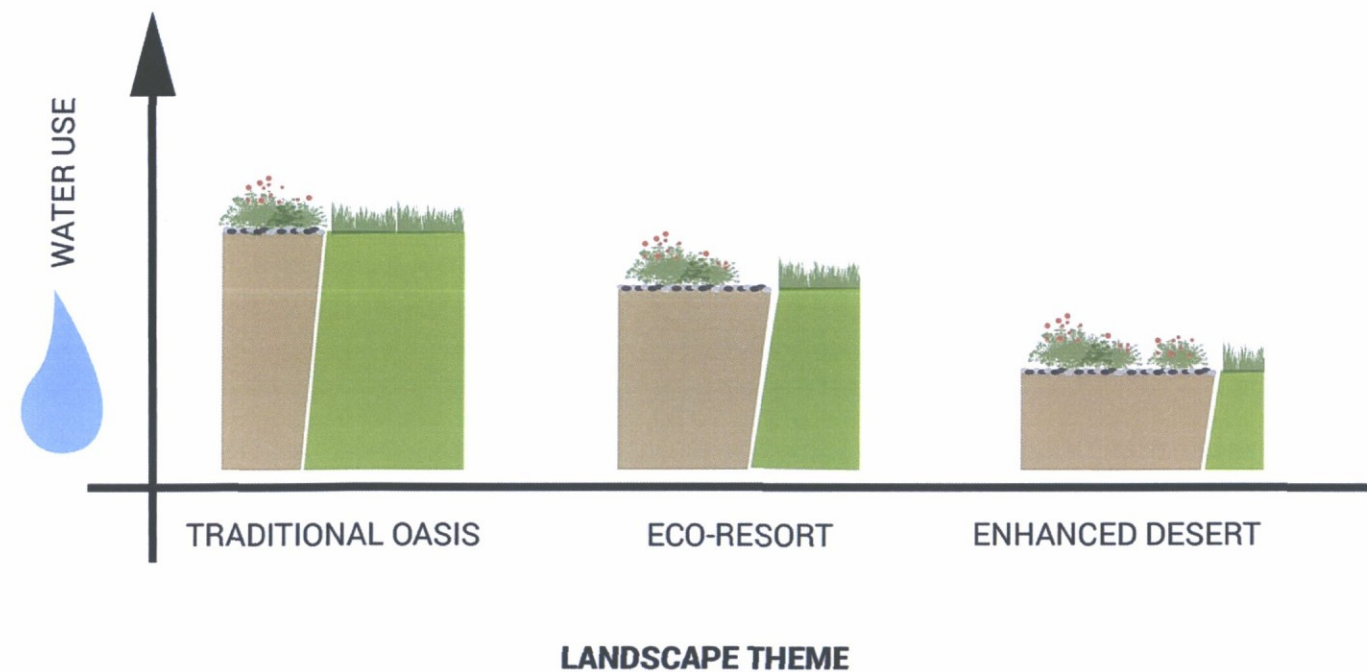 WATER USE
TRADITIONAL OASIS
ECO-RESORT
ENHANCED DESERT
LANDSCAPE THEME